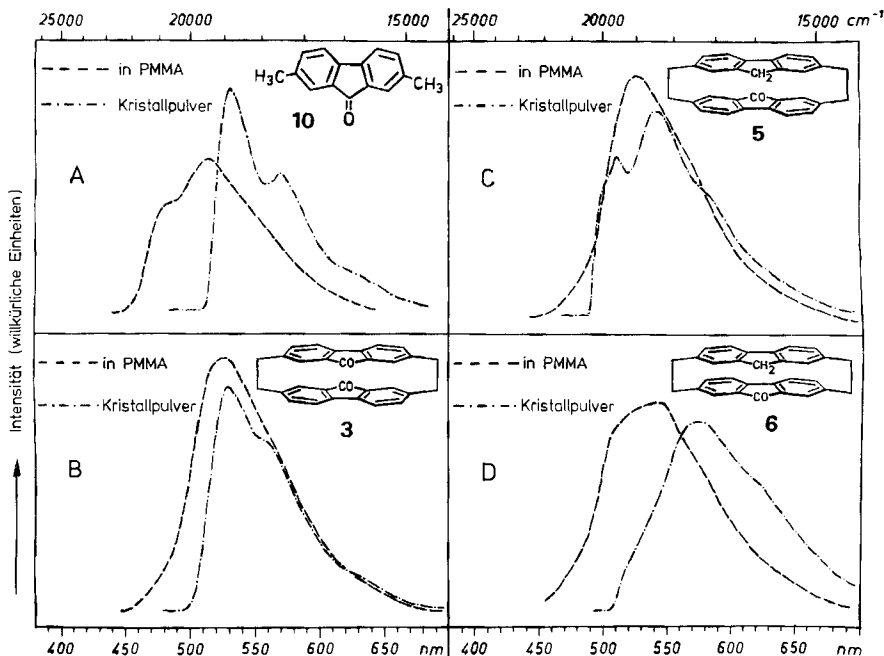 25000 20000 15000
20000 15000 cm⁻¹
in PMMA
Kristallpulver
H₃C
CH₃
O
10
A
in PMMA
Kristallpulver
CH₂
CO
5
C
in PMMA
Kristallpulver
CO
CO
3
B
in PMMA
Kristallpulver
CH₂
CO
6
D
Intensität (willkürliche Einheiten)
400 450 500 550 600 nm
400 450 500 550 600 650 nm